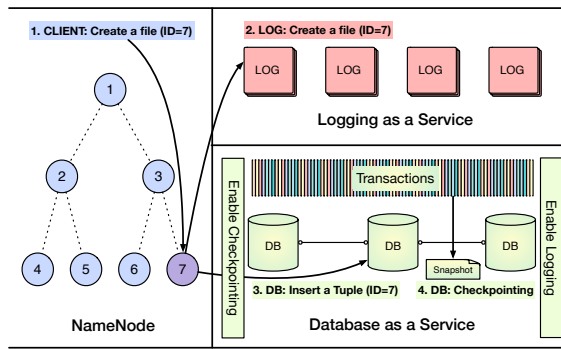 1. CLIENT: Create a file (ID=7)
1
2
3
4
5
6
7
NameNode
2. LOG: Create a file (ID=7)
LOG
LOG
LOG
LOG
Logging as a Service
Enable Checkpointing
Transactions
Enable Logging
DB
DB
DB
Snapshot
3. DB: Insert a Tuple (ID=7)
4. DB: Checkpointing
Database as a Service